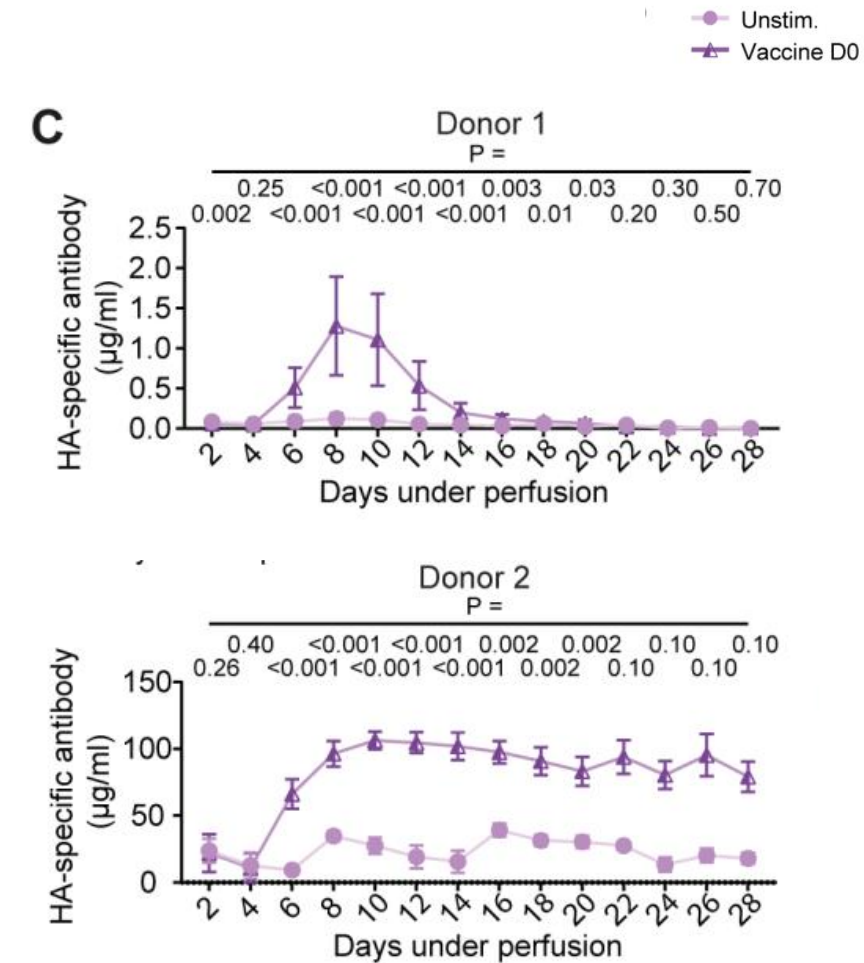 Unstim.
Vaccine D0
C
Donor 1
P =
0.25 <0.001 <0.001 0.003 0.03 0.30 0.70
0.002 <0.001 <0.001 <0.001 0.01 0.20 0.50
HA-specific antibody
(µg/ml)
2.5
2.0
1.5
1.0
0.5
0.0
2 4 6 8 10 12 14 16 18 20 22 24 26 28
Days under perfusion
Donor 2
P =
0.40 <0.001 <0.001 0.002 0.002 0.10 0.10
0.26 <0.001 <0.001 <0.001 0.002 0.10 0.10
HA-specific antibody
(µg/ml)
150
100
50
0
2 4 6 8 10 12 14 16 18 20 22 24 26 28
Days under perfusion